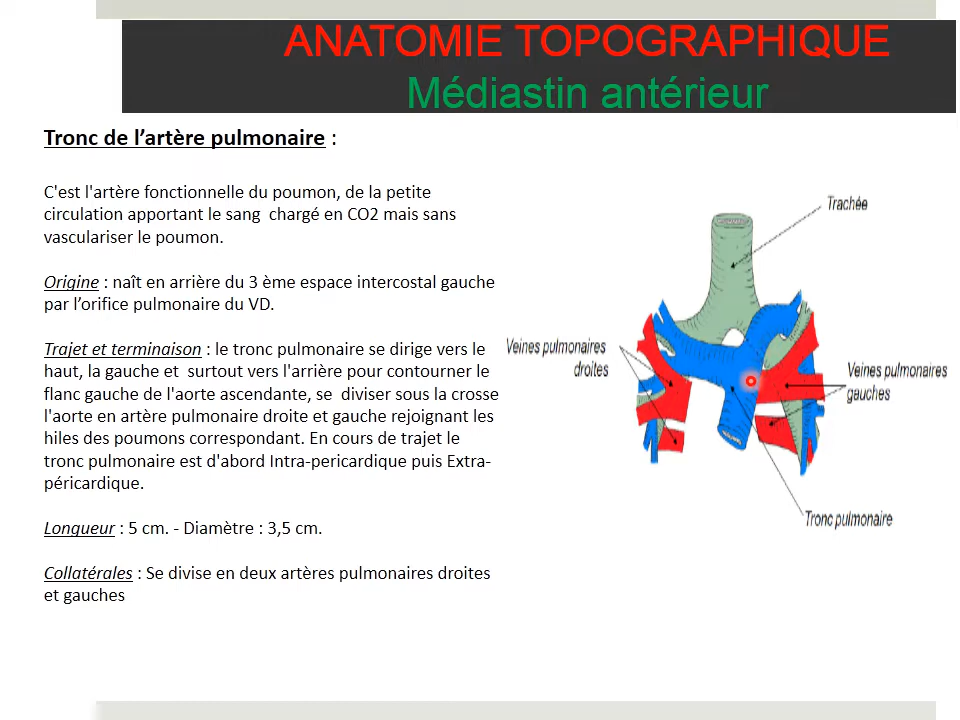 ANATOMIE TOPOGRAPHIQUE
Médiastin antérieur
Tronc de l’artère pulmonaire :
C'est l'artère fonctionnelle du poumon, de la petite
circulation apportant le sang chargé en CO2 mais sans
vasculariser le poumon.
Origine : naît en arrière du 3 ème espace intercostal gauche
par l’orifice pulmonaire du VD.
Trajet et terminaison : le tronc pulmonaire se dirige vers le
haut, la gauche et surtout vers l'arrière pour contourner le
flanc gauche de l'aorte ascendante, se diviser sous la crosse
l'aorte en artère pulmonaire droite et gauche rejoignant les
hiles des poumons correspondant. En cours de trajet le
tronc pulmonaire est d'abord Intra-pericardique puis Extra-
péricardique.
Longueur : 5 cm. - Diamètre : 3,5 cm.
Collatérales : Se divise en deux artères pulmonaires droites
et gauches
Trachée
Veines pulmonaires
droites
Veines pulmonaires
gauches
Tronc pulmonaire